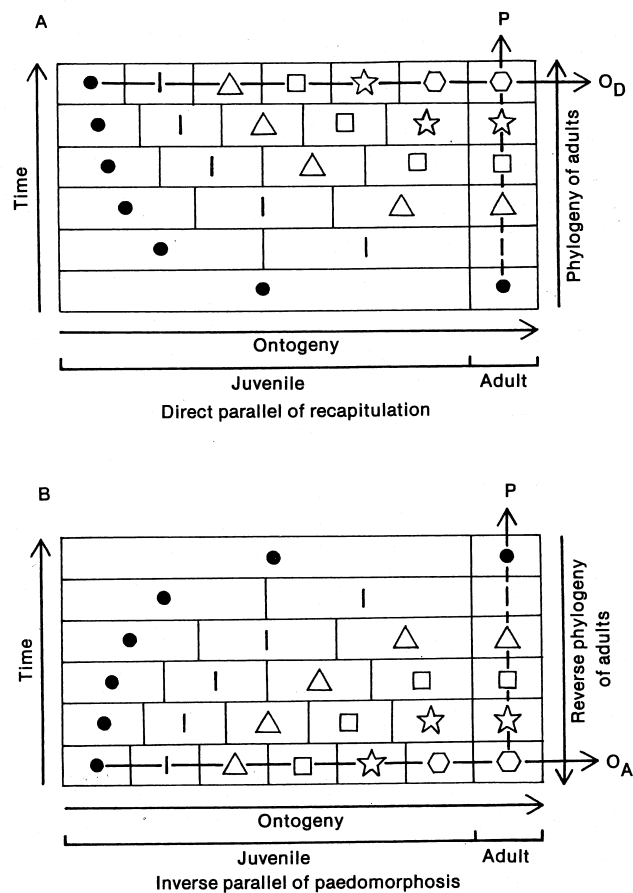 A
P
O_D
Time
Phylogeny of adults
Ontogeny
Juvenile
Adult
Direct parallel of recapitulation
B
P
Time
Reverse phylogeny
of adults
O_A
Ontogeny
Juvenile
Adult
Inverse parallel of paedomorphosis